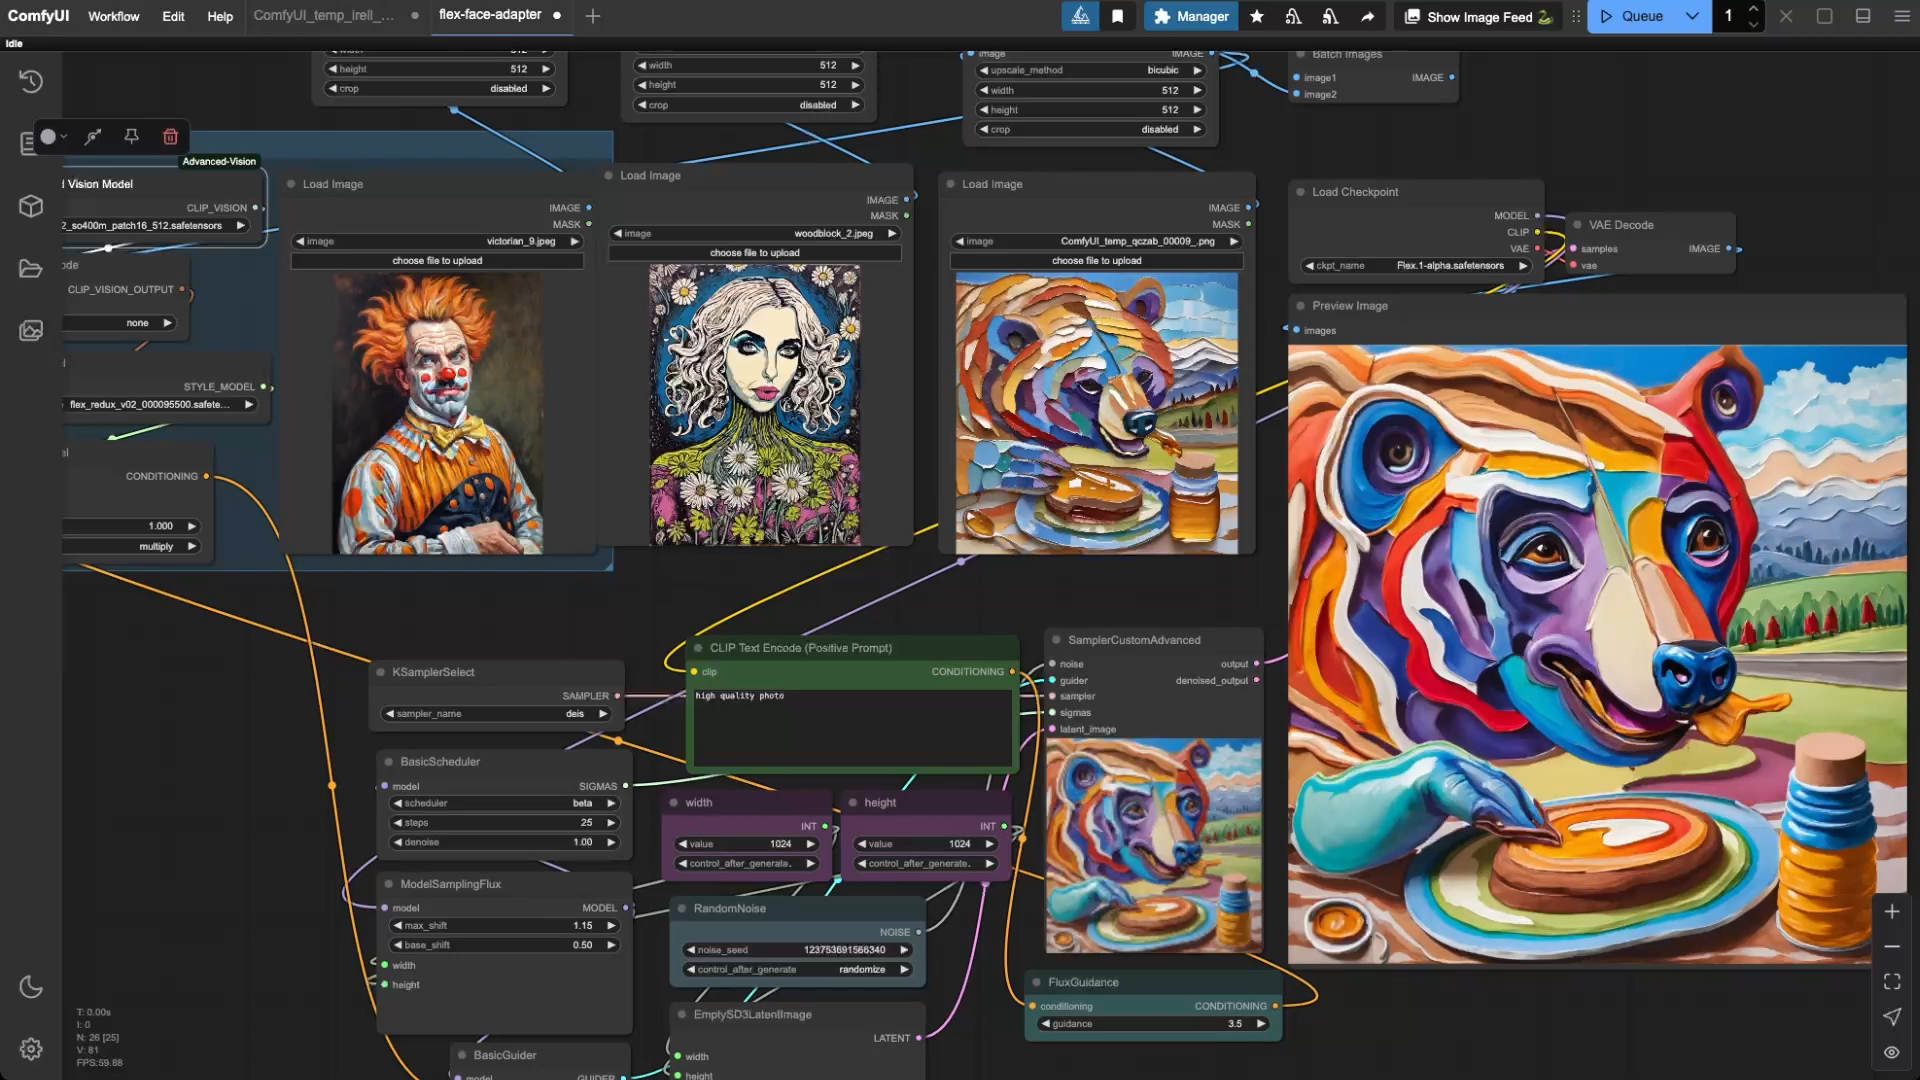 ComfyUI
Workflow
Edit
Help
ComfyUI_temp_irell_...
flex-face-adapter
Manager
Show Image Feed
Queue
1
Idle
height 512
crop disabled
width 512
height 512
crop disabled
image IMAGE
upscale_method bicubic
width 512
height 512
crop disabled
Batch Images
image1 IMAGE
image2
Advanced-Vision
Vision Model
CLIP_VISION
2_so400m_patch16_512.safetensors
CLIP_VISION_OUTPUT
none
STYLE_MODEL
flex_redux_v02_000095500.safete...
CONDITIONING
1.000
multiply
Load Image
IMAGE
MASK
image victorian_9.jpeg
choose file to upload
Load Image
IMAGE
MASK
image woodblock_2.jpeg
choose file to upload
Load Image
IMAGE
MASK
image ComfyUI_temp_qczab_00009_.png
choose file to upload
Load Checkpoint
MODEL
CLIP
VAE
ckpt_name Flex.1-alpha.safetensors
VAE Decode
samples IMAGE
vae
Preview Image
images
KSamplerSelect
SAMPLER
sampler_name deis
BasicScheduler
model SIGMAS
scheduler beta
steps 25
denoise 1.00
ModelSamplingFlux
model MODEL
max_shift 1.15
base_shift 0.50
width
height
BasicGuider
model GUIDER
CLIP Text Encode (Positive Prompt)
clip CONDITIONING
high quality photo
width
INT
value 1024
control_after_generate.
height
INT
value 1024
control_after_generate.
RandomNoise
NOISE
noise_seed 123753691566340
control_after_generate randomize
EmptySD3LatentImage
LATENT
width
height
SamplerCustomAdvanced
noise output
guider denoised_output
sampler
sigmas
latent_image
FluxGuidance
conditioning CONDITIONING
guidance 3.5
T: 0.00s
I: 0
N: 26 [25]
V: 81
FPS:59.88